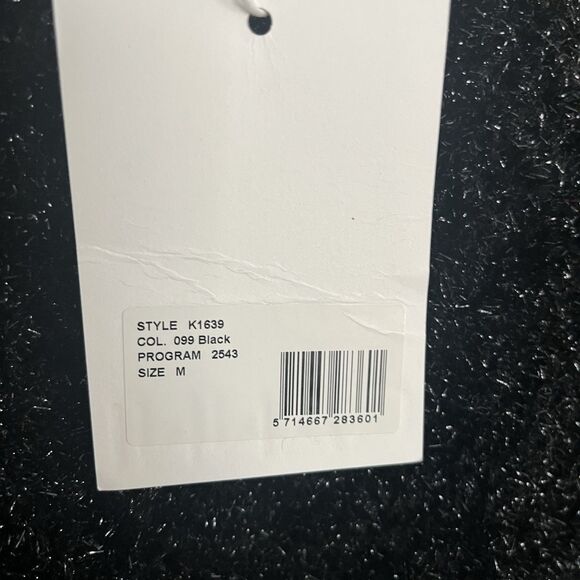 STYLE K1639
COL. 099 Black
PROGRAM 2543
SIZE M
5 714667 283601